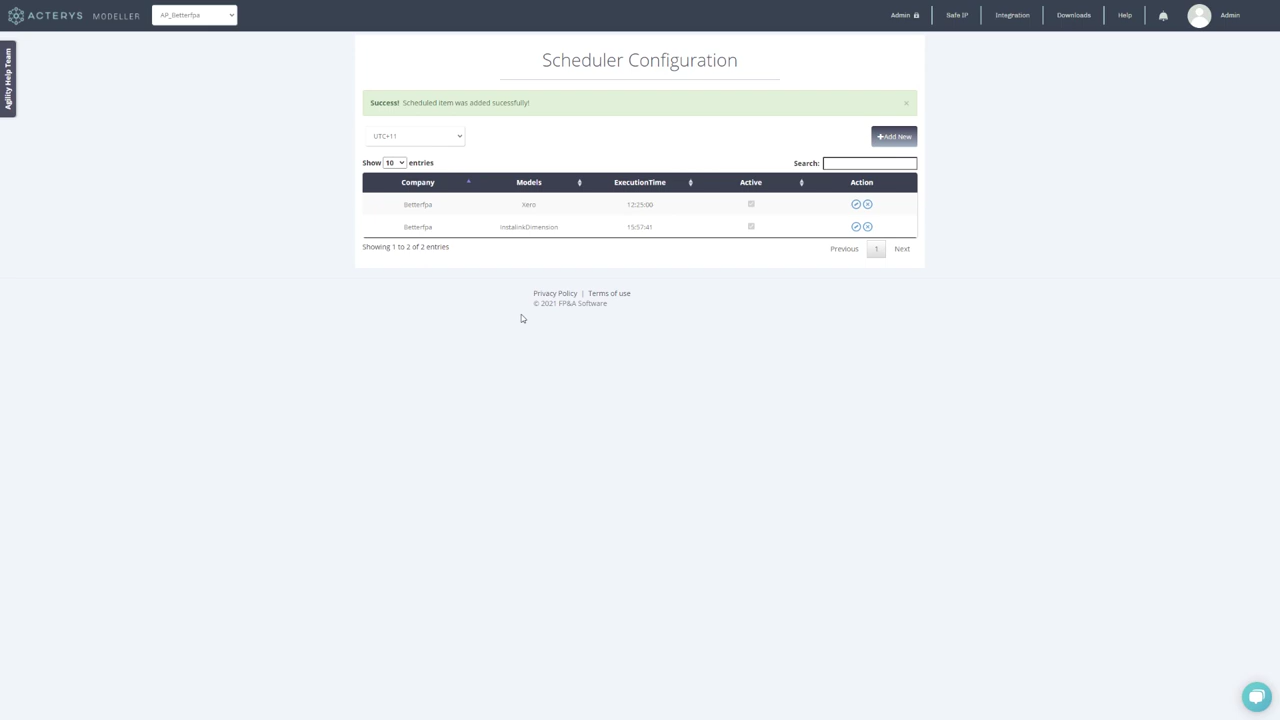 ACTERYS MODELLER AP_Betterfpa Admin Safe IP Integration Downloads Help Admin
Agility Help Team
Scheduler Configuration
Success! Scheduled item was added sucessfully! ×
UTC+11 +Add New
Show 10 entries Search:
Company Models ExecutionTime Active Action
Betterfpa Xero 12:25:00
Betterfpa InstalinkDimension 15:57:41
Showing 1 to 2 of 2 entries Previous 1 Next
Privacy Policy | Terms of use
© 2021 FP&A Software